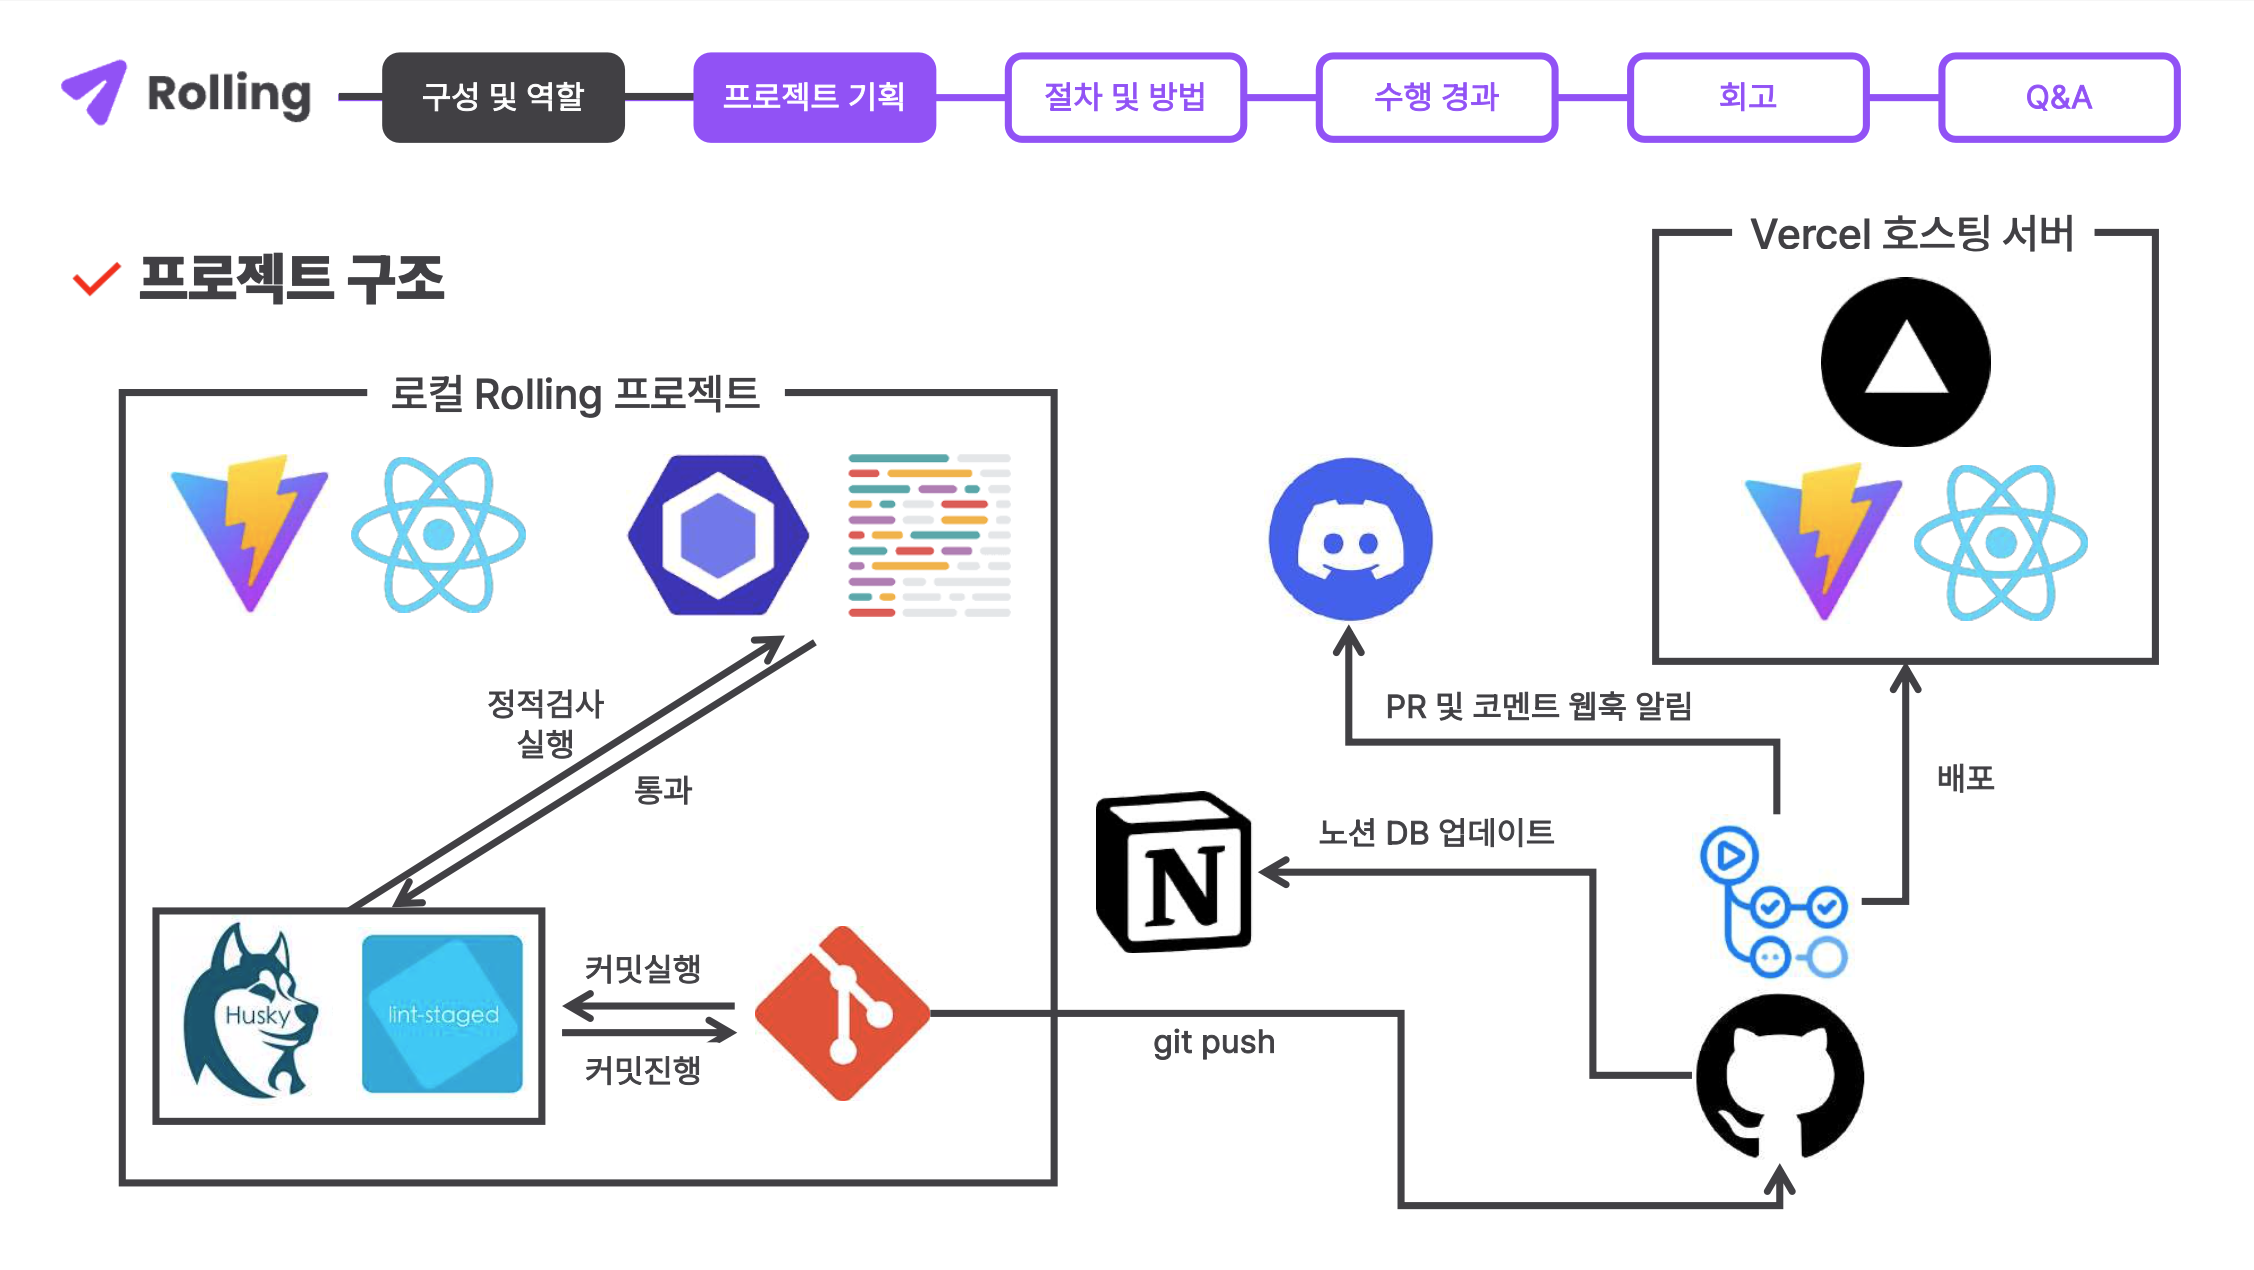 Rolling
구성 및 역할
프로젝트 기획
절차 및 방법
수행 경과
회고
Q&A
프로젝트 구조
Vercel 호스팅 서버
로컬 Rolling 프로젝트
정적검사
실행
통과
PR 및 코멘트 웹훅 알림
배포
노션 DB 업데이트
N
Husky
lint-staged
커밋실행
커밋진행
git push